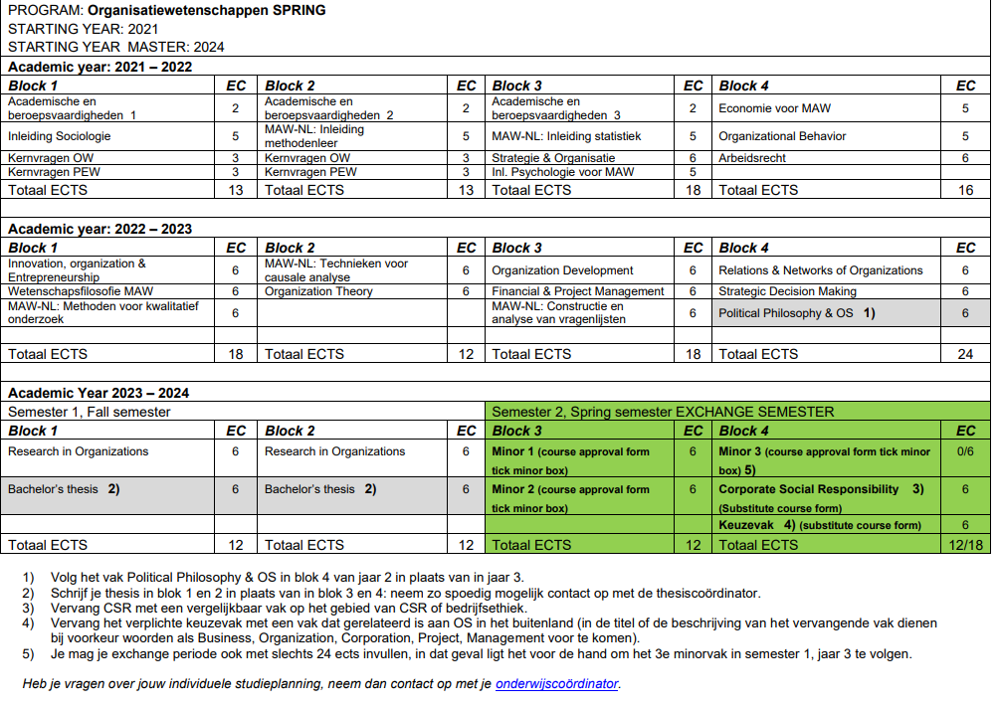 PROGRAM: Organisatiewetenschappen SPRING
STARTING YEAR: 2021
STARTING YEAR MASTER: 2024
Academic year: 2021 – 2022
Block 1 EC Block 2 EC Block 3 EC Block 4 EC
Academische en beroepsvaardigheden 1 2 Academische en beroepsvaardigheden 2 2 Academische en beroepsvaardigheden 3 2 Economie voor MAW 5
Inleiding Sociologie 5 MAW-NL: Inleiding methodenleer 5 MAW-NL: Inleiding statistiek 5 Organizational Behavior 5
Kernvragen OW 3 Kernvragen OW 3 Strategie & Organisatie 6 Arbeidsrecht 6
Kernvragen PEW 3 Kernvragen PEW 3 Inl. Psychologie voor MAW 5
Totaal ECTS 13 Totaal ECTS 13 Totaal ECTS 18 Totaal ECTS 16
Academic year: 2022 – 2023
Block 1 EC Block 2 EC Block 3 EC Block 4 EC
Innovation, organization & Entrepreneurship 6 MAW-NL: Technieken voor causale analyse 6 Organization Development 6 Relations & Networks of Organizations 6
Wetenschapsfilosofie MAW 6 Organization Theory 6 Financial & Project Management 6 Strategic Decision Making 6
MAW-NL: Methoden voor kwalitatief onderzoek 6 MAW-NL: Constructie en analyse van vragenlijsten 6 Political Philosophy & OS 1) 6
Totaal ECTS 18 Totaal ECTS 12 Totaal ECTS 18 Totaal ECTS 24
Academic Year 2023 – 2024
Semester 1, Fall semester Semester 2, Spring semester EXCHANGE SEMESTER
Block 1 EC Block 2 EC Block 3 EC Block 4 EC
Research in Organizations 6 Research in Organizations 6 Minor 1 (course approval form tick minor box) 6 Minor 3 (course approval form tick minor box) 5) 0/6
Bachelor's thesis 2) 6 Bachelor's thesis 2) 6 Minor 2 (course approval form tick minor box) 6 Corporate Social Responsibility 3) (Substitute course form) 6
Keuzevak 4) (substitute course form) 6
Totaal ECTS 12 Totaal ECTS 12 Totaal ECTS 12 Totaal ECTS 12/18
1) Volg het vak Political Philosophy & OS in blok 4 van jaar 2 in plaats van in jaar 3.
2) Schrijf je thesis in blok 1 en 2 in plaats van in blok 3 en 4: neem zo spoedig mogelijk contact op met de thesiscoördinator.
3) Vervang CSR met een vergelijkbaar vak op het gebied van CSR of bedrijfsethiek.
4) Vervang het verplichte keuzevak met een vak dat gerelateerd is aan OS in het buitenland (in de titel of de beschrijving van het vervangende vak dienen
bij voorkeur woorden als Business, Organization, Corporation, Project, Management voor te komen).
5) Je mag je exchange periode ook met slechts 24 ects invullen, in dat geval ligt het voor de hand om het 3e minorvak in semester 1, jaar 3 te volgen.
Heb je vragen over jouw individuele studieplanning, neem dan contact op met je onderwijscoördinator.